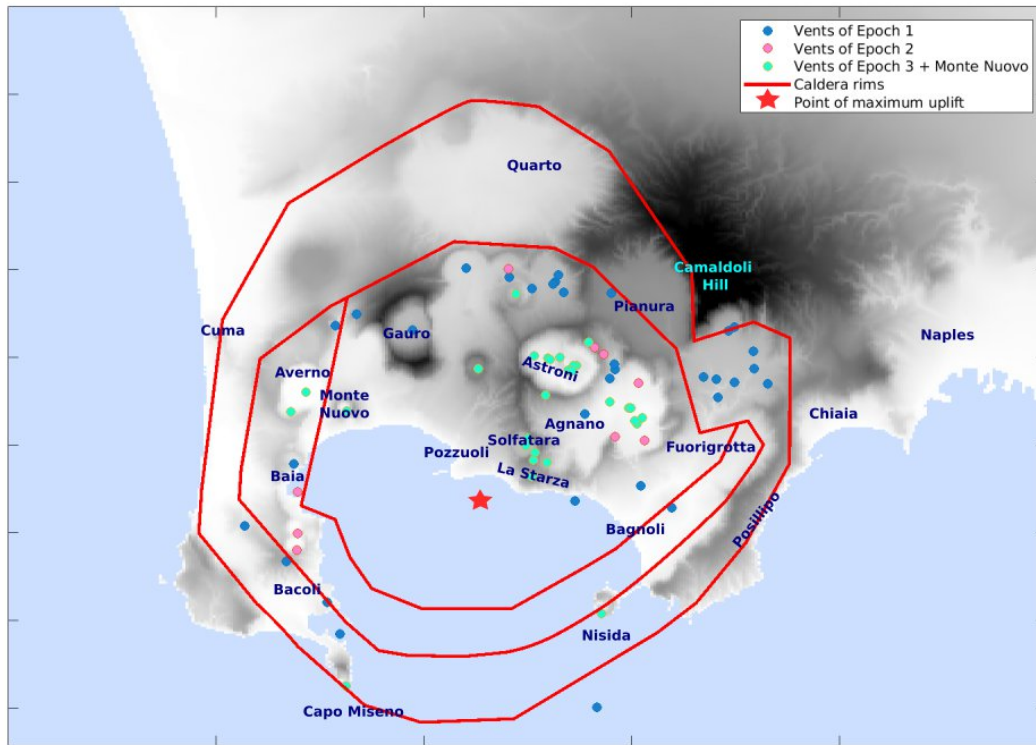 Vents of Epoch 1
Vents of Epoch 2
Vents of Epoch 3 + Monte Nuovo
Caldera rims
Point of maximum uplift
Quarto
Camaldoli
Hill
Pianura
Cuma
Gauro
Naples
Averno
Astroni
Monte
Nuovo
Agnano
Chiaia
Solfatara
Fuorigrotta
Pozzuoli
La Starza
Baia
Bagnoli
Posillipo
Bacoli
Nisida
Capo Miseno